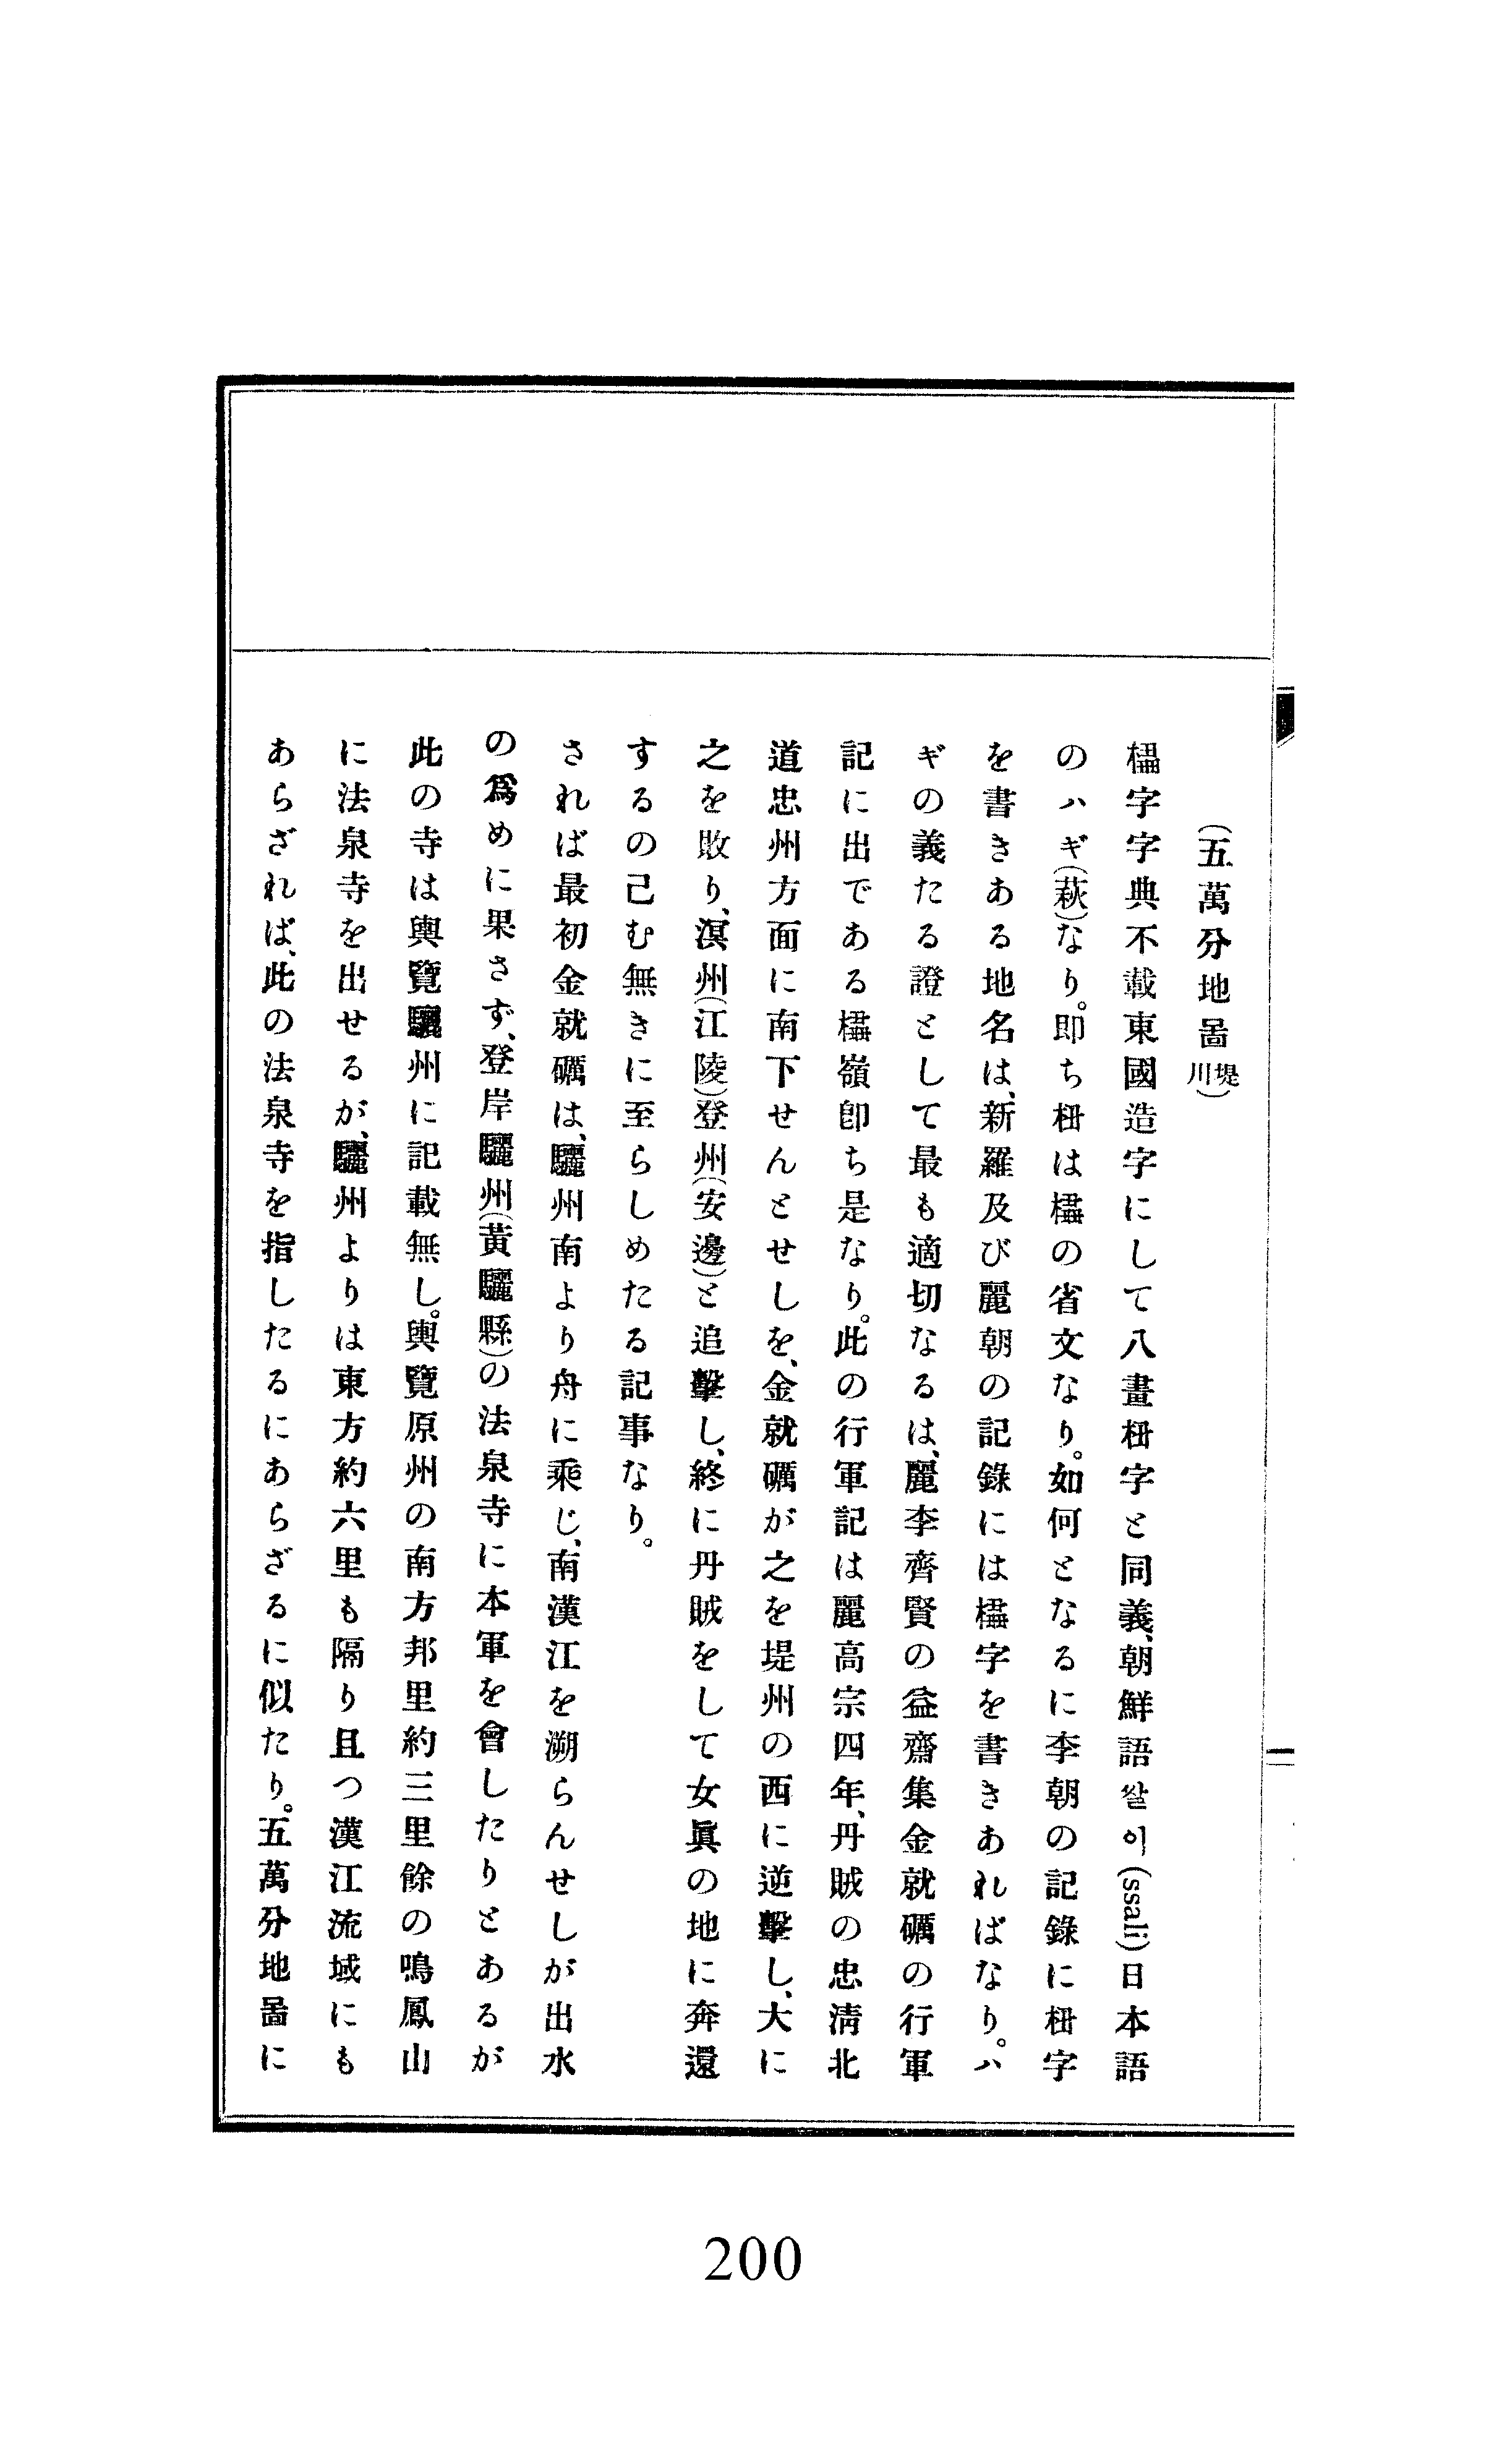 (五萬分地啚堤川)
字字典不載東國造字にして八畫杻字と同義、朝鮮語쌀이(ssali)日本語
のハギ(萩)なり。即ち杻はの省文なり。如何となるに李朝の記錄に杻字
を書きある地名は、新羅及び麗朝の記錄には字を書きあればなり。ハ
ギの義たる證として最も適切なるは、麗李齊賢の益齋集金就礪の行軍
記に出である嶺卽ち是なり。此の行軍記は麗高宗四年、丹賊の忠淸北
道忠州方面に南下せんとせしを、金就礪が之を堤州の西に逆擊し、大に
之を敗り、溟州(江陵)登州(安邊)と追擊し、終に丹賊をして女眞の地に奔還
するの己む無きに至らしめたる記事なり。
されば最初金就礪は、驪州南より舟に乘じ、南漢江を溯らんせしが出水
の爲めに果さず、登岸驪州(黃驪縣)の法泉寺に本軍を會したりとあるが
此の寺は輿覽驪州に記載無し。輿覽原州の南方邦里約三里餘の鳴鳳山
に法泉寺を出せるが、驪州よりは東方約六里も隔り且つ漢江流域にも
あらざれば、此の法泉寺を指したるにあらざるに似たり。五萬分地啚に
200